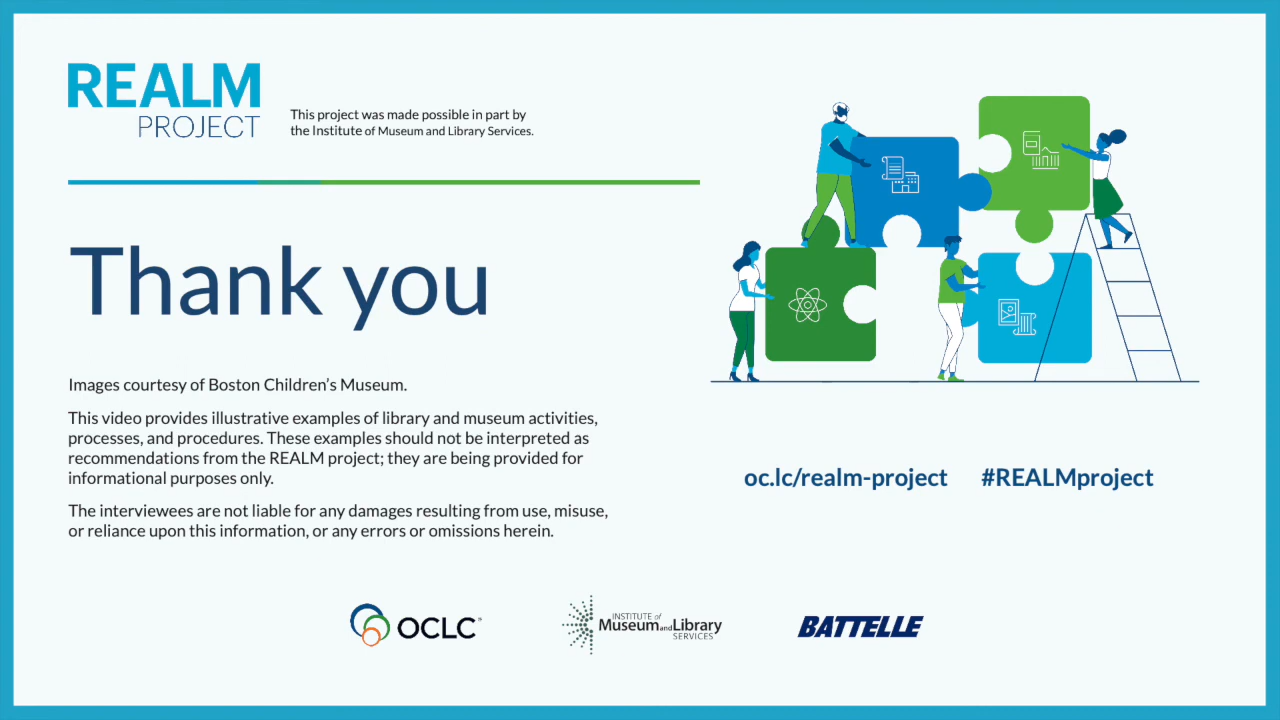 REALM
PROJECT
This project was made possible in part by
the Institute of Museum and Library Services.
Thank you
Images courtesy of Boston Children’s Museum.
This video provides illustrative examples of library and museum activities,
processes, and procedures. These examples should not be interpreted as
recommendations from the REALM project; they are being provided for
informational purposes only.
The interviewees are not liable for any damages resulting from use, misuse,
or reliance upon this information, or any errors or omissions herein.
oc.lc/realm-project #REALMproject
OCLC
INSTITUTE of
Museum and Library
SERVICES
BATTELLE